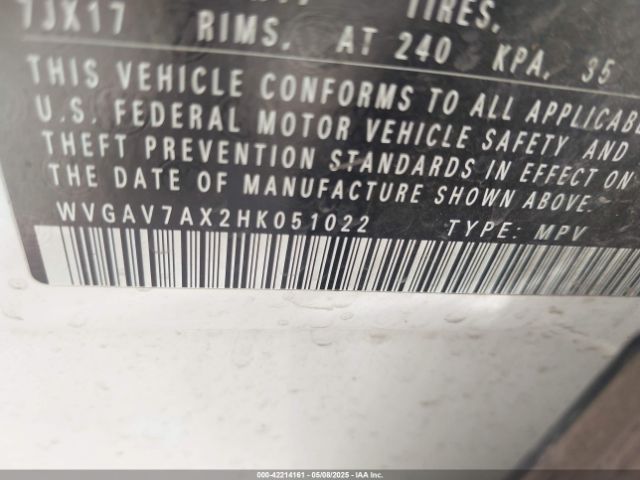 7JX17 TIRES,
RIMS, AT 240 KPA, 35
THIS VEHICLE CONFORMS TO ALL APPLICAB
U.S. FEDERAL MOTOR VEHICLE SAFETY AND
THEFT PREVENTION STANDARDS IN EFFECT ON
THE DATE OF MANUFACTURE SHOWN ABOVE.
WVGAV7AX2HK051022 TYPE: MPV
000-42214161 - 05/08/2025 - IAA Inc.